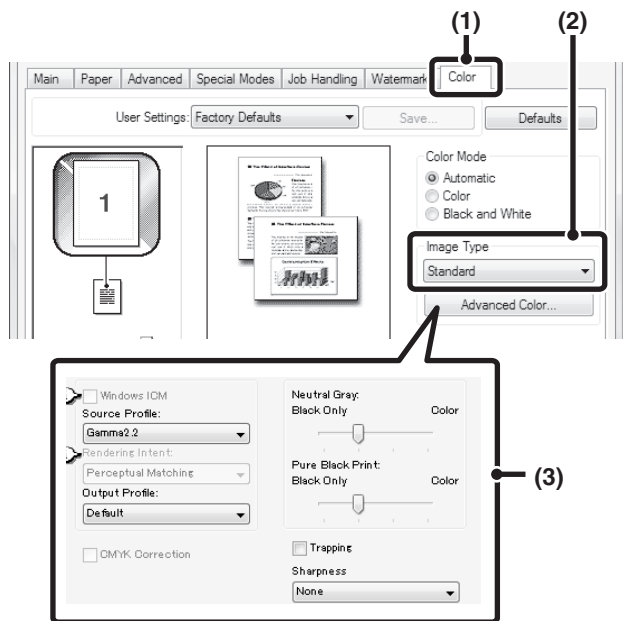 (1)
(2)
Main Paper Advanced Special Modes Job Handling Watermark Color
User Settings: Factory Defaults Save... Defaults
Color Mode
Automatic
Color
Black and White
1
Image Type
Standard
Advanced Color...
Windows ICM
Source Profile:
Gamma2.2
Rendering Intent:
Perceptual Matching
Output Profile:
Default
CMYK Correction
Neutral Gray:
Black Only Color
Pure Black Print:
Black Only Color
Trapping
Sharpness
None
(3)